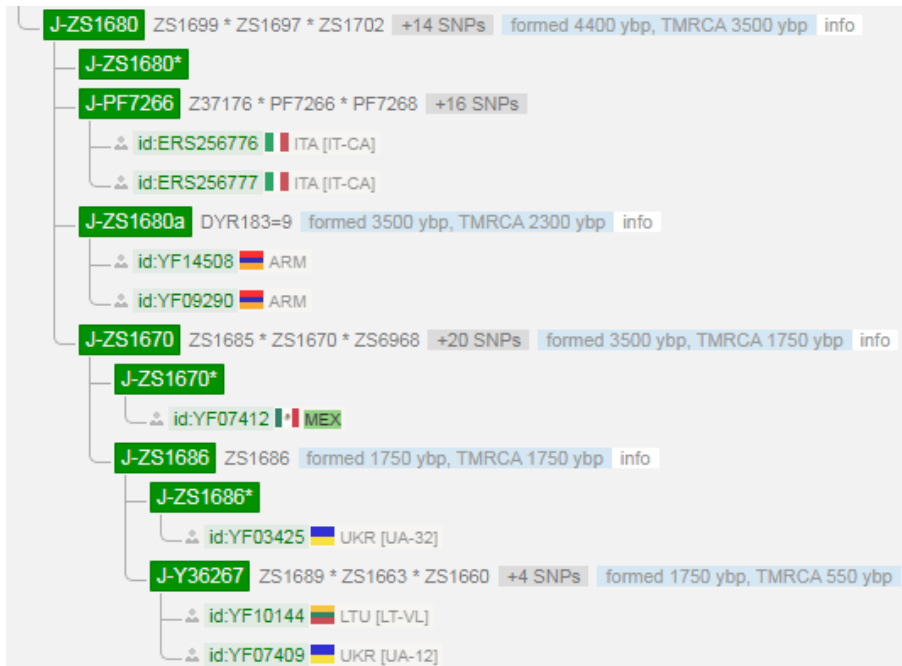 J-ZS1680 ZS1699 * ZS1697 * ZS1702 +14 SNPs formed 4400 ybp, TMRCA 3500 ybp info
J-ZS1680*
J-PF7266 Z37176 * PF7266 * PF7268 +16 SNPs
id:ERS256776 ITA [IT-CA]
id:ERS256777 ITA [IT-CA]
J-ZS1680a DYR183=9 formed 3500 ybp, TMRCA 2300 ybp info
id:YF14508 ARM
id:YF09290 ARM
J-ZS1670 ZS1685 * ZS1670 * ZS6968 +20 SNPs formed 3500 ybp, TMRCA 1750 ybp info
J-ZS1670*
id:YF07412 MEX
J-ZS1686 ZS1686 formed 1750 ybp, TMRCA 1750 ybp info
J-ZS1686*
id:YF03425 UKR [UA-32]
J-Y36267 ZS1689 * ZS1663 * ZS1660 +4 SNPs formed 1750 ybp, TMRCA 550 ybp
id:YF10144 LTU [LT-VL]
id:YF07409 UKR [UA-12]